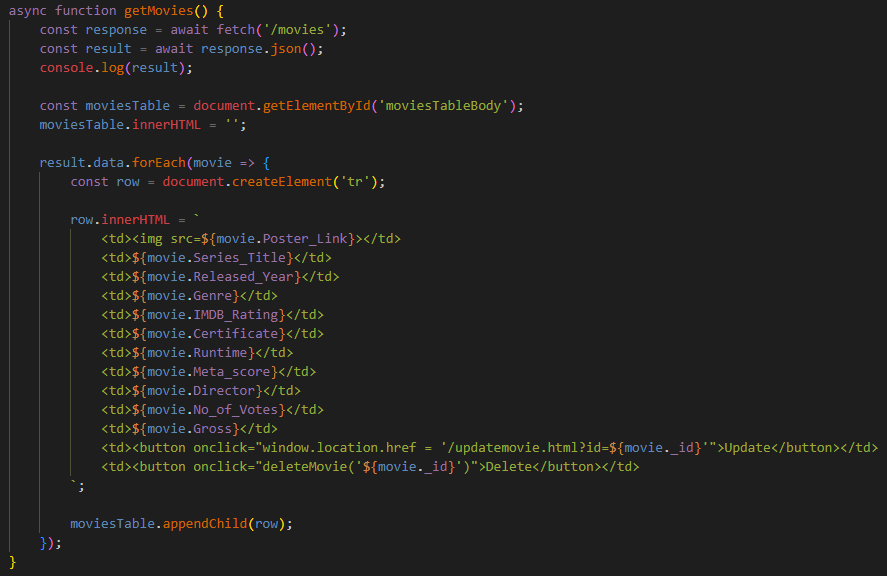 async function getMovies() {
    const response = await fetch('/movies');
    const result = await response.json();
    console.log(result);

    const moviesTable = document.getElementById('moviesTableBody');
    moviesTable.innerHTML = '';

    result.data.forEach(movie => {
        const row = document.createElement('tr');

        row.innerHTML = `
            <td><img src=${movie.Poster_Link}></td>
            <td>${movie.Series_Title}</td>
            <td>${movie.Released_Year}</td>
            <td>${movie.Genre}</td>
            <td>${movie.IMDB_Rating}</td>
            <td>${movie.Certificate}</td>
            <td>${movie.Runtime}</td>
            <td>${movie.Meta_score}</td>
            <td>${movie.Director}</td>
            <td>${movie.No_of_Votes}</td>
            <td>${movie.Gross}</td>
            <td><button onclick="window.location.href = '/updatemovie.html?id=${movie._id}'">Update</button></td>
            <td><button onclick="deleteMovie('${movie._id}')">Delete</button></td>
        `;

        moviesTable.appendChild(row);
    });
}